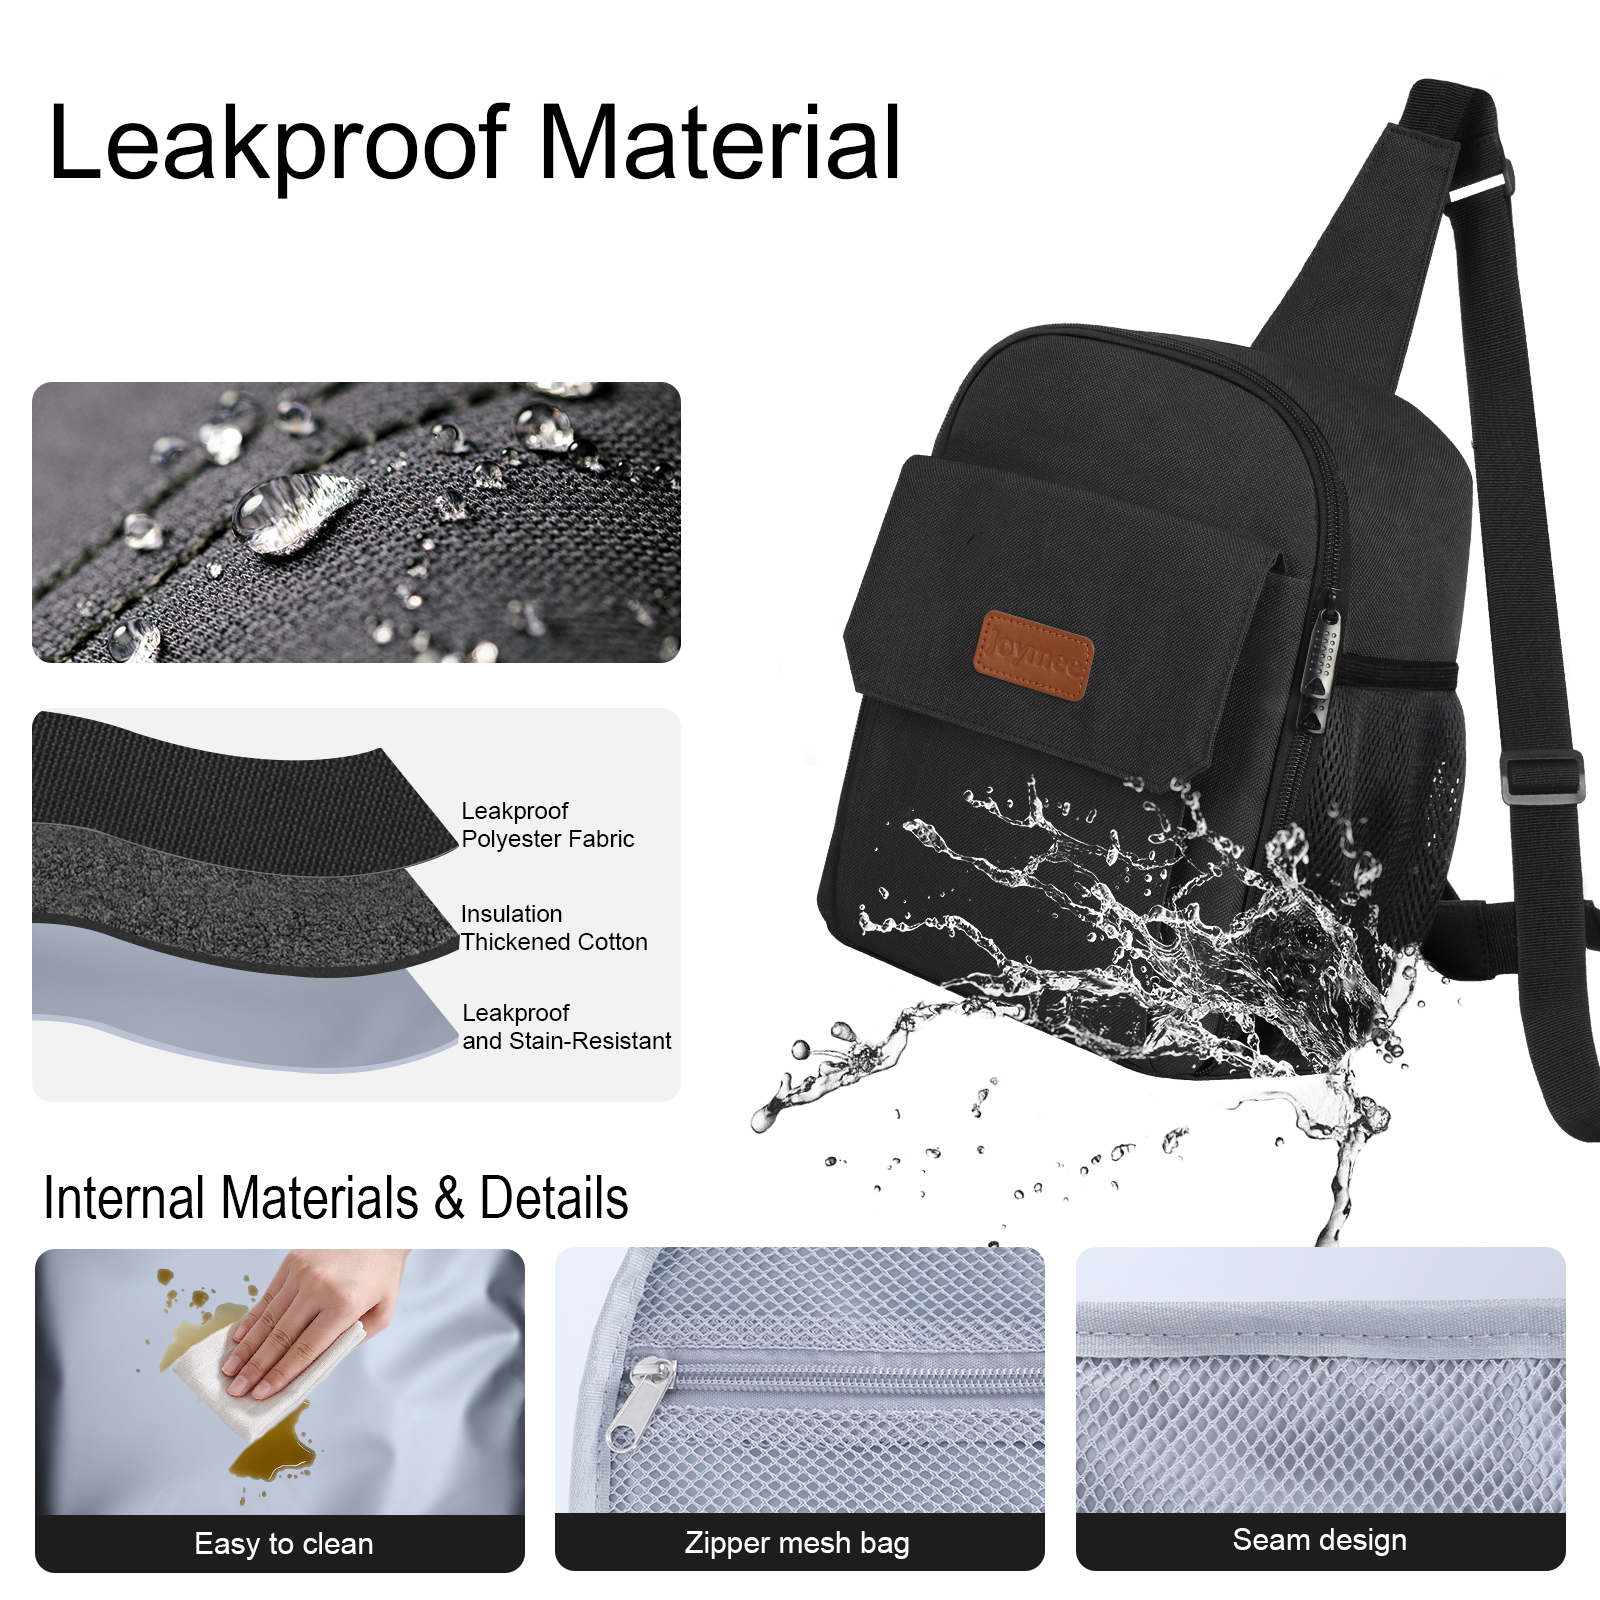 Leakproof Material
Joymee
Leakproof
Polyester Fabric
Insulation
Thickened Cotton
Leakproof
and Stain-Resistant
Internal Materials & Details
Easy to clean
Zipper mesh bag
Seam design